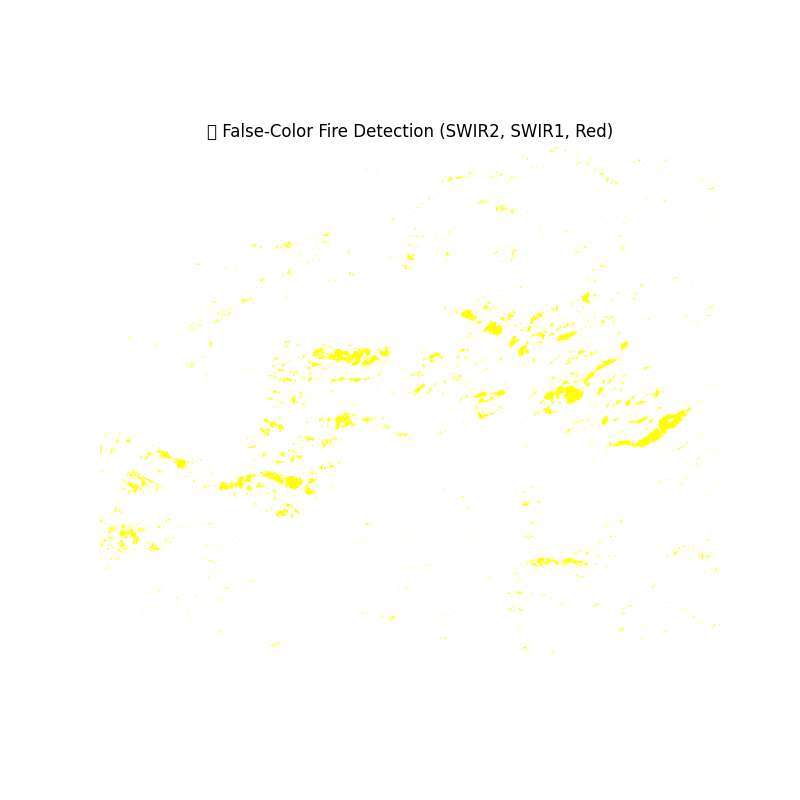 ▯ False-Color Fire Detection (SWIR2, SWIR1, Red)